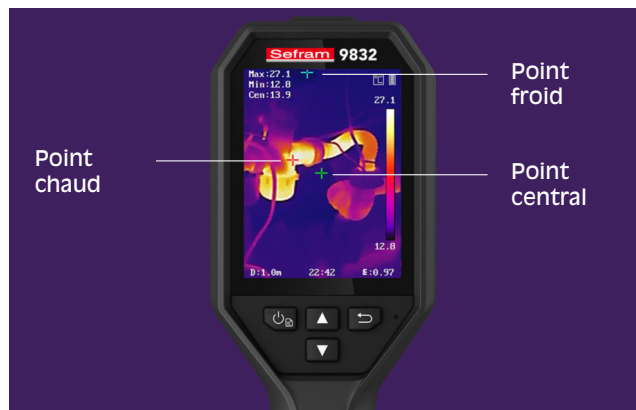 Sefram 9832
Max:27.1
Min:12.8
Cen:13.9
℃
27.1
12.8
D:1.0m 22:42 ε:0.97
Point
froid
Point
chaud
Point
central